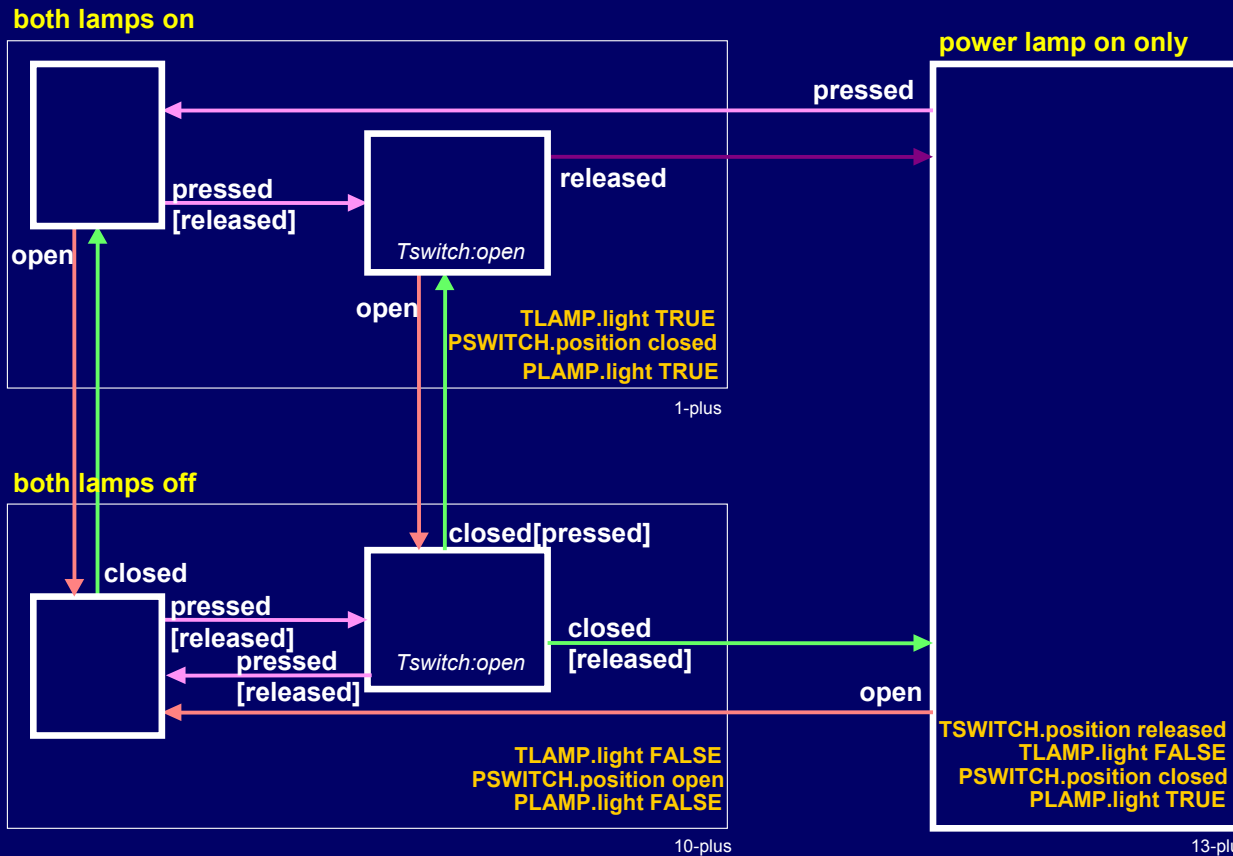 both lamps on
power lamp on only
pressed
released
pressed
[released]
Tswitch:open
open
open
TLAMP.light TRUE
PSWITCH.position closed
PLAMP.light TRUE
1-plus
both lamps off
closed[pressed]
closed
pressed
[released]
pressed
[released]
Tswitch:open
closed
[released]
open
TSWITCH.position released
TLAMP.light FALSE
PSWITCH.position closed
PLAMP.light TRUE
TLAMP.light FALSE
PSWITCH.position open
PLAMP.light FALSE
10-plus
13-plu